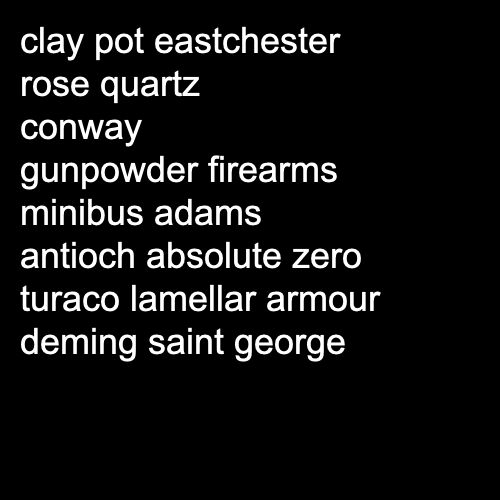 clay pot eastchester
rose quartz
conway
gunpowder firearms
minibus adams
antioch absolute zero
turaco lamellar armour
deming saint george